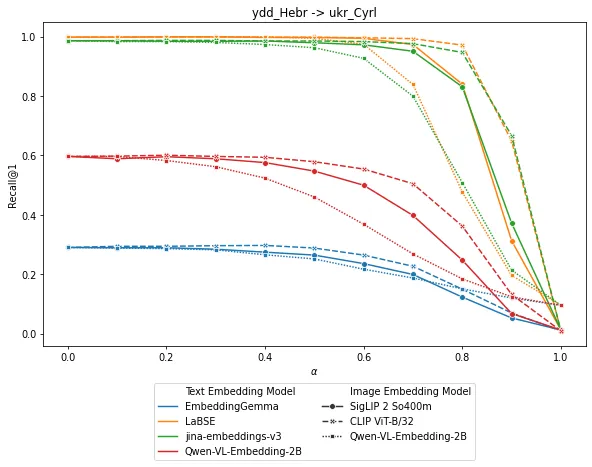 ydd_Hebr -> ukr_Cyrl
Recall@1
1.0
0.8
0.6
0.4
0.2
0.0
0.0 0.2 0.4 0.6 0.8 1.0
α
Text Embedding Model
EmbeddingGemma
LaBSE
jina-embeddings-v3
Qwen-VL-Embedding-2B
Image Embedding Model
SigLIP 2 So400m
CLIP ViT-B/32
Qwen-VL-Embedding-2B